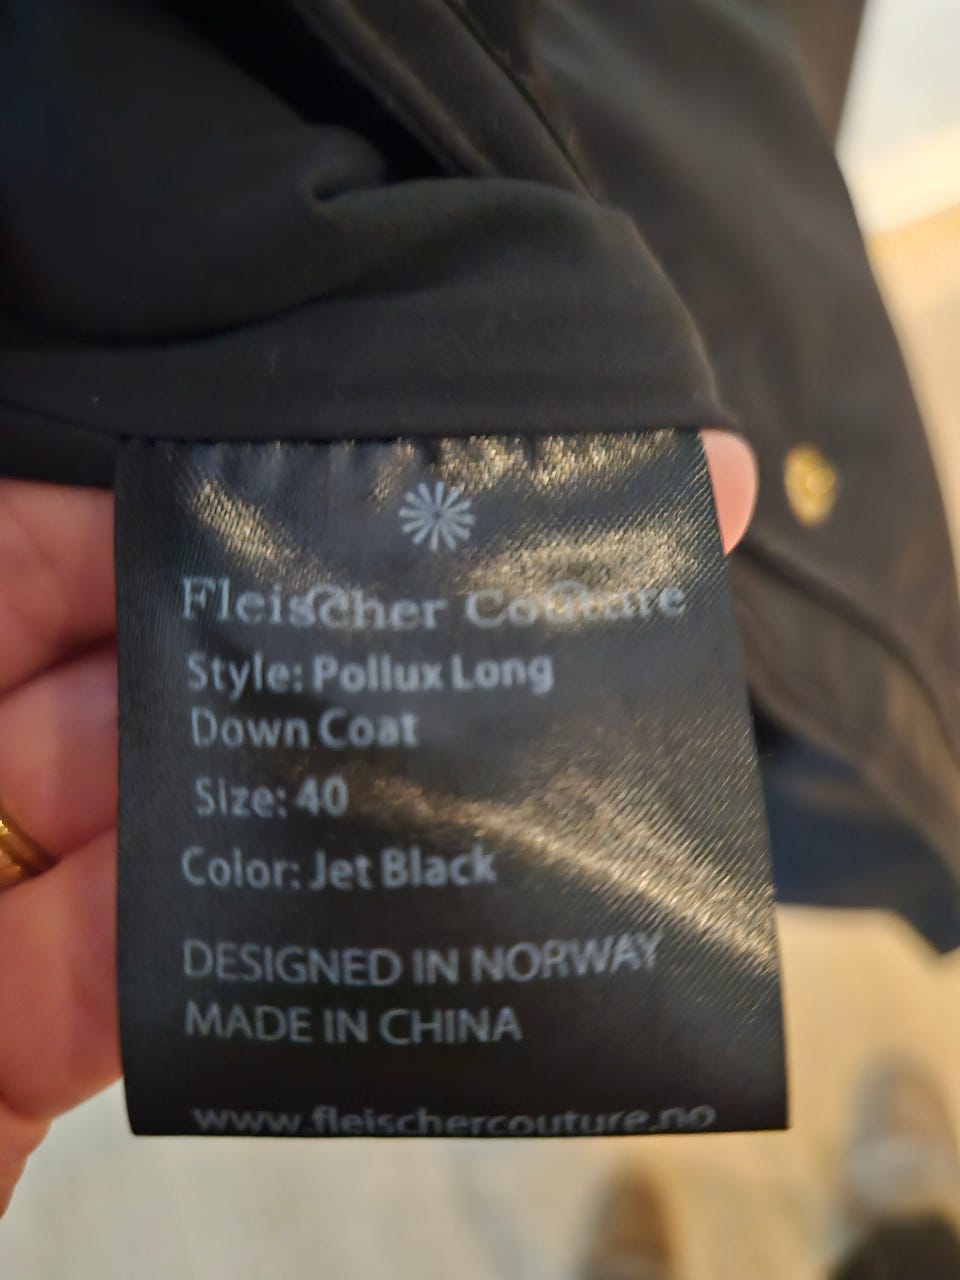 Fleischer Couture
Style: Pollux Long
Down Coat
Size: 40
Color: Jet Black
DESIGNED IN NORWAY
MADE IN CHINA
www.fleischercouture.no